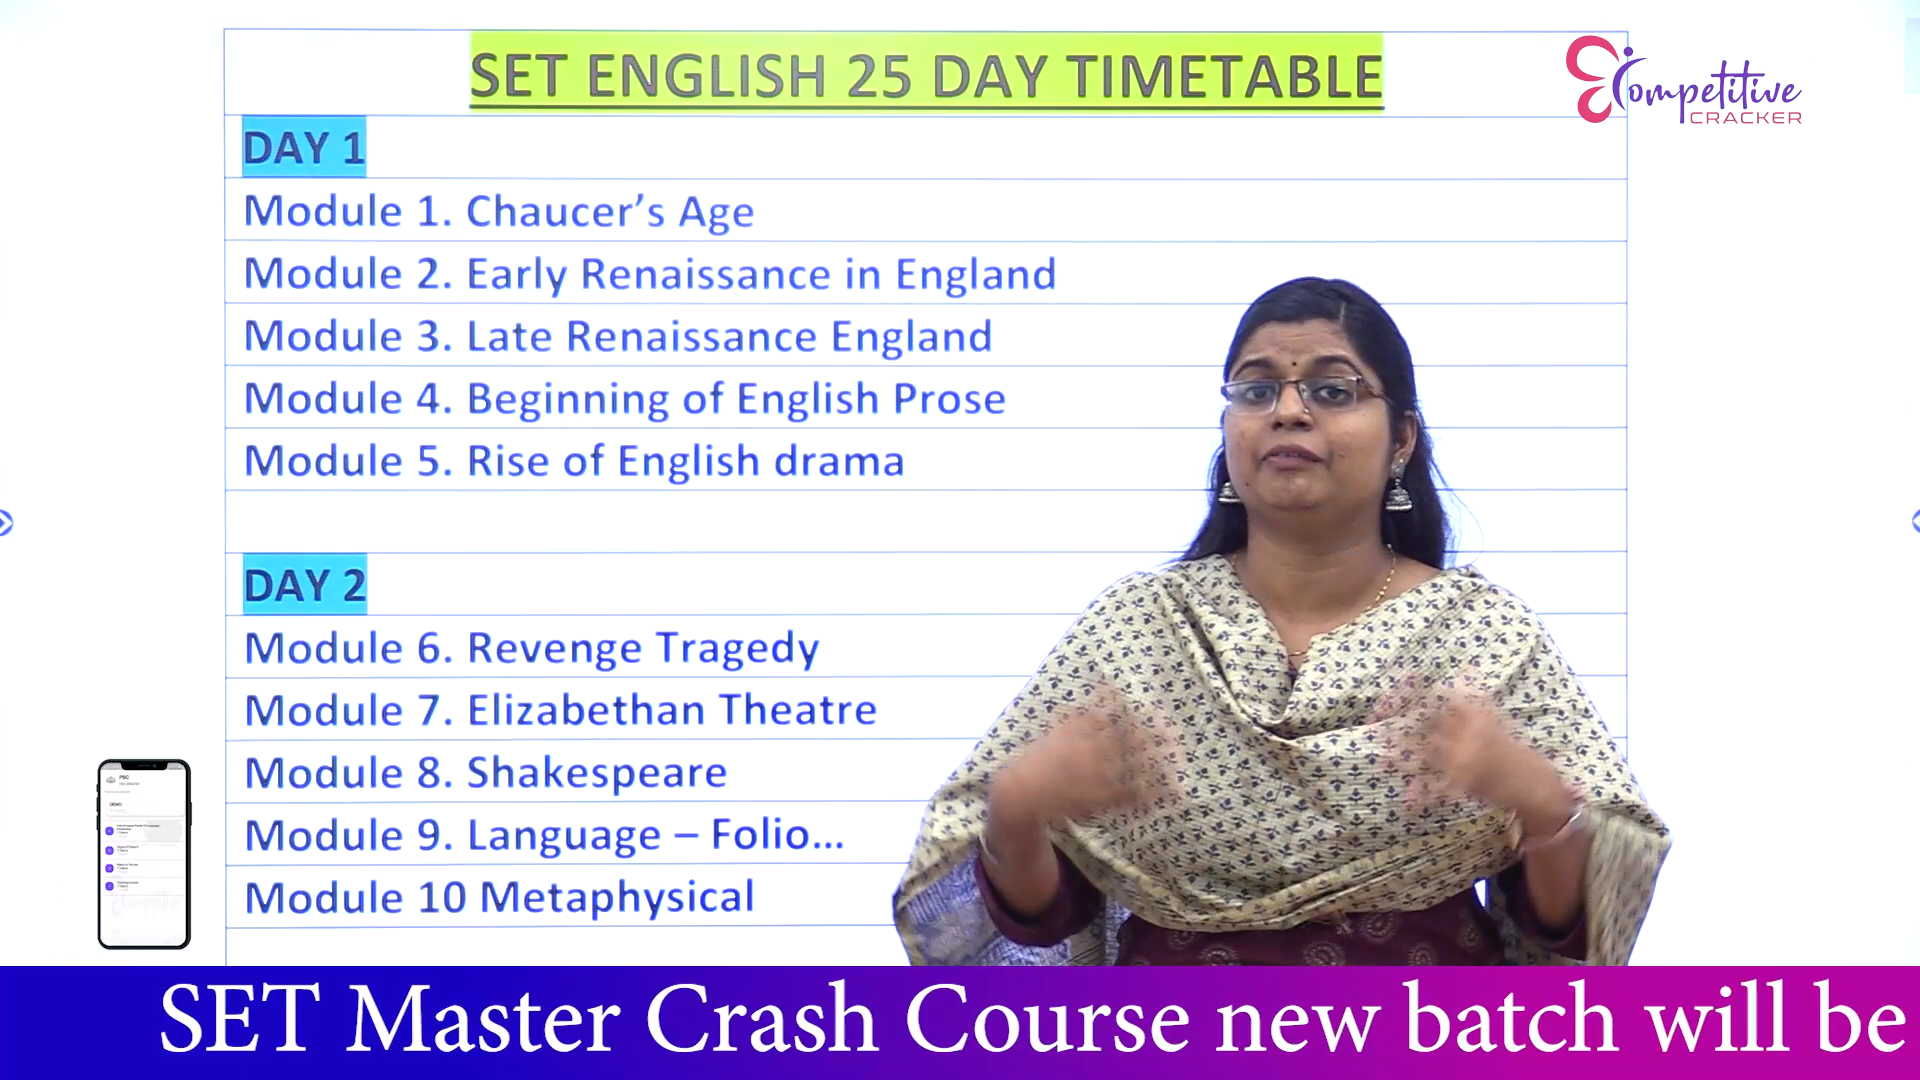 SET ENGLISH 25 DAY TIMETABLE
Competitive
CRACKER
DAY 1
Module 1. Chaucer’s Age
Module 2. Early Renaissance in England
Module 3. Late Renaissance England
Module 4. Beginning of English Prose
Module 5. Rise of English drama
DAY 2
Module 6. Revenge Tragedy
Module 7. Elizabethan Theatre
Module 8. Shakespeare
Module 9. Language – Folio...
Module 10 Metaphysical
SET Master Crash Course new batch will be